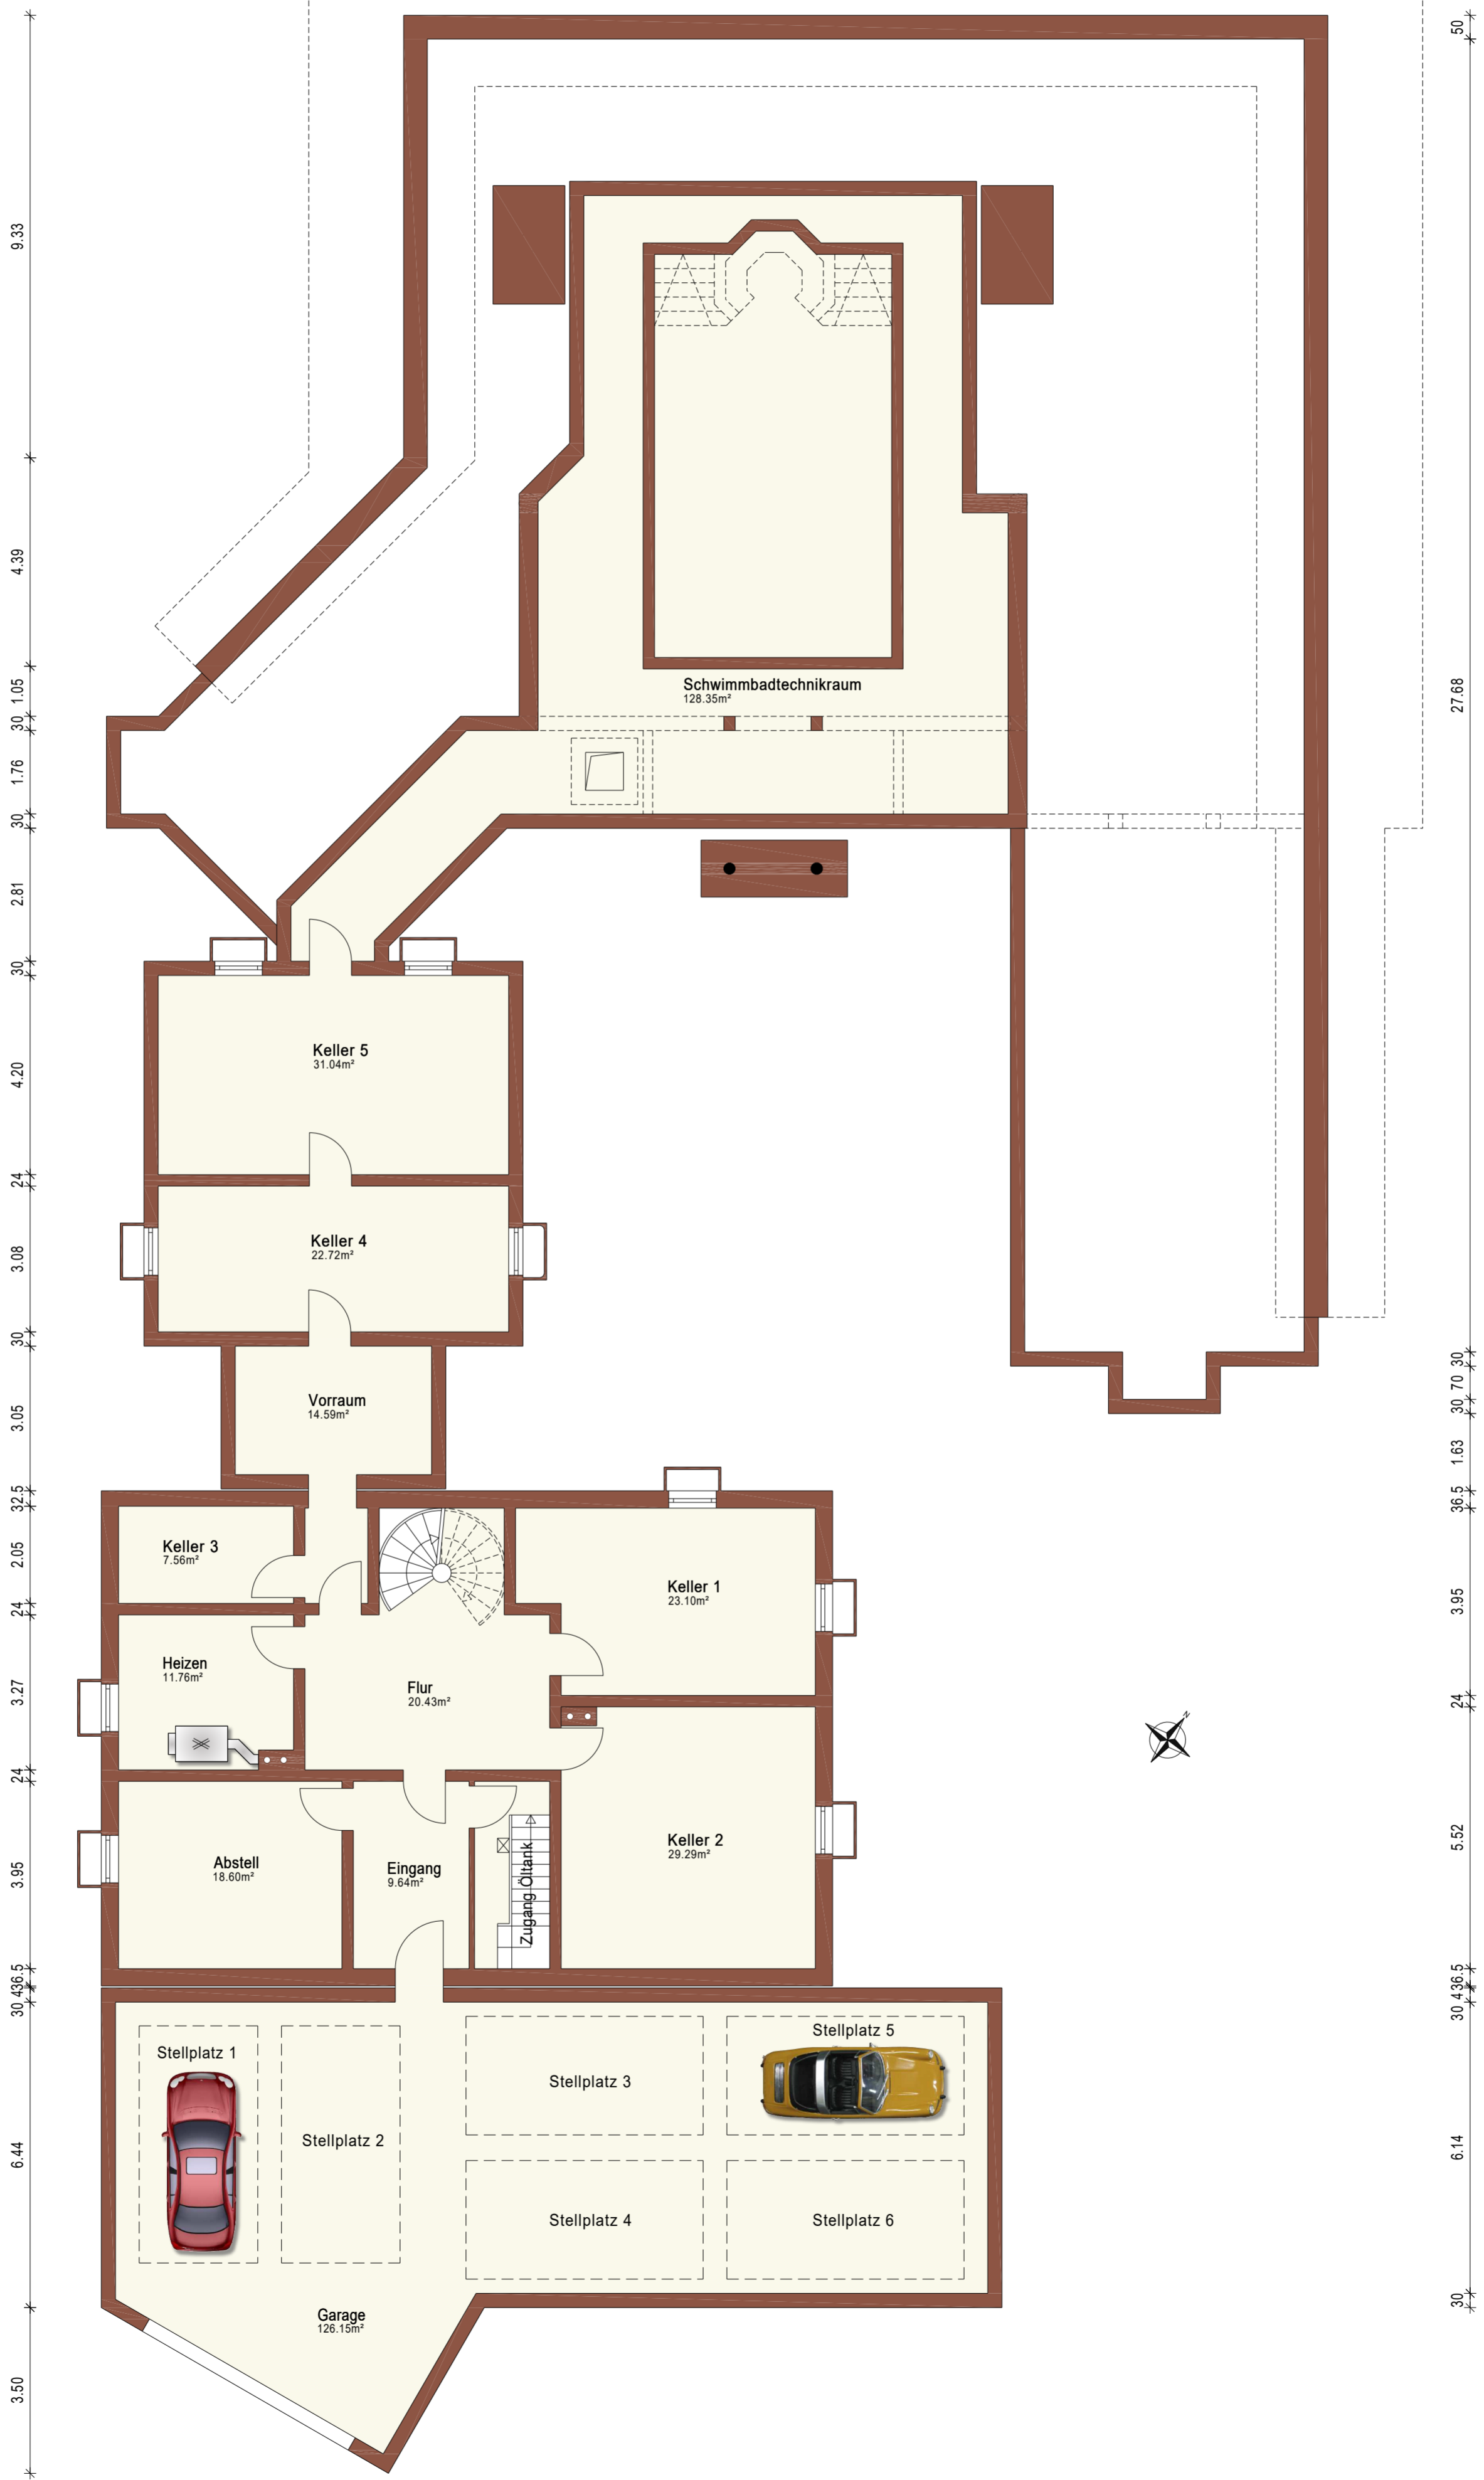 50
9.33
4.39
1.05
30
1.76
30
2.81
30
4.20
24
3.08
30
3.05
32.5
2.05
24
3.27
24
3.95
36.5
4
30
6.44
3.50
27.68
30
70
30
1.63
36.5
3.95
24
5.52
36.5
4
30
6.14
30
Schwimmbadtechnikraum
128.35m²
Keller 5
31.04m²
Keller 4
22.72m²
Vorraum
14.59m²
Keller 3
7.56m²
Keller 1
23.10m²
Heizen
11.76m²
Flur
20.43m²
N
Keller 2
29.29m²
Abstell
18.60m²
Eingang
9.64m²
Zugang Öltank
Stellplatz 1
Stellplatz 2
Stellplatz 3
Stellplatz 5
Stellplatz 4
Stellplatz 6
Garage
126.15m²